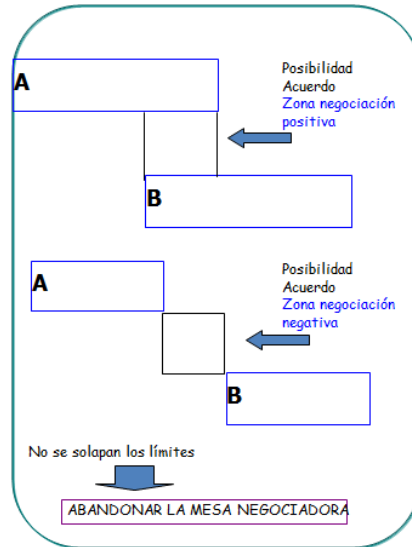 A
Posibilidad
Acuerdo
Zona negociación
positiva
B
A
Posibilidad
Acuerdo
Zona negociación
negativa
B
No se solapan los límites
ABANDONAR LA MESA NEGOCIADORA